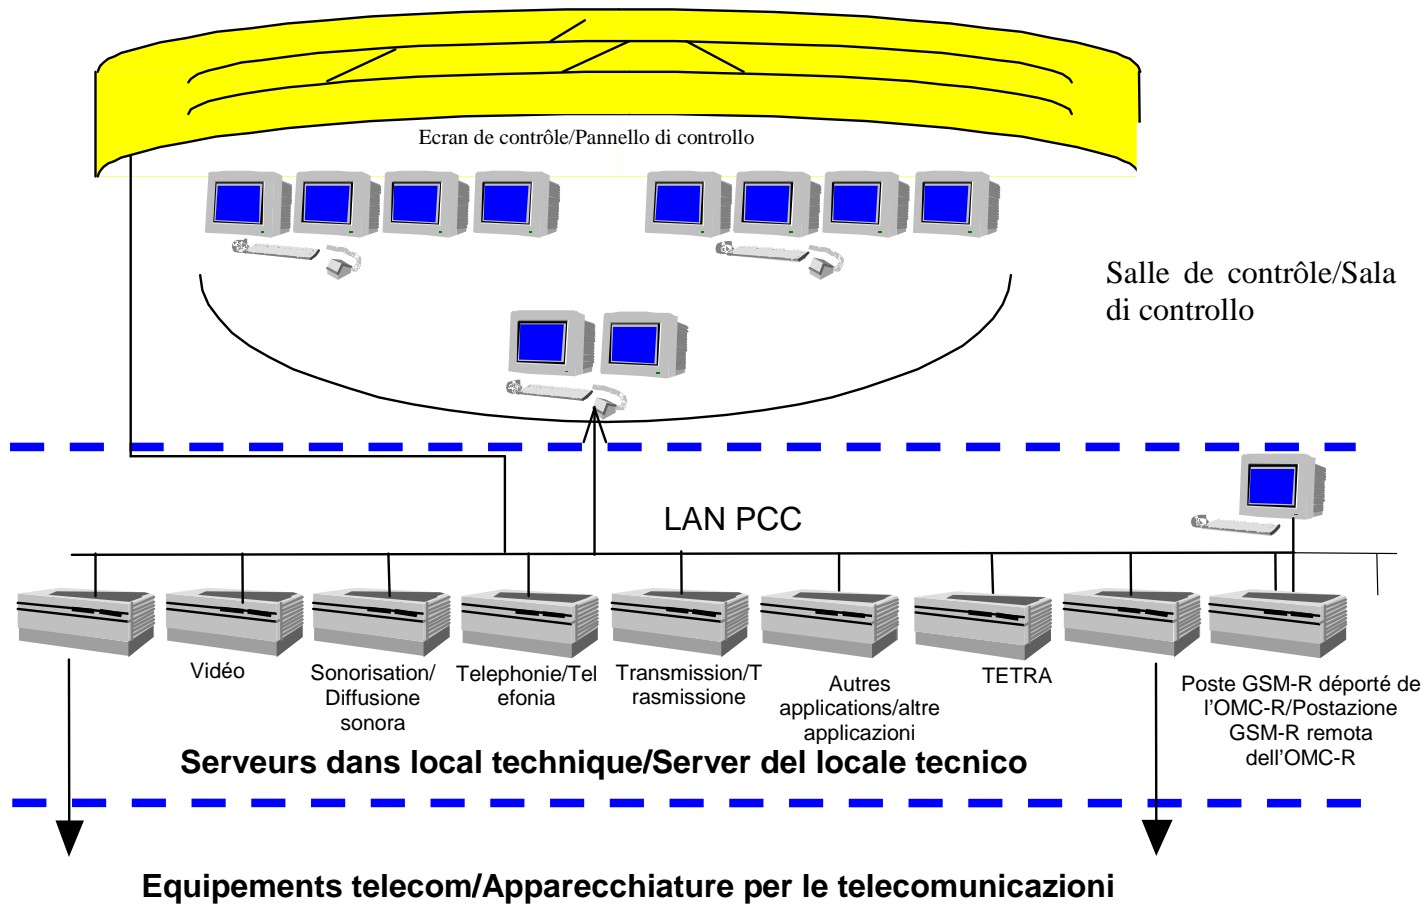 Ecran de contrôle/Pannello di controllo
Salle de contrôle/Sala
di controllo
LAN PCC
Vidéo
Sonorisation/
Diffusione
sonora
Telephonie/Tel
efonia
Transmission/T
rasmissione
Autres
applications/altre
applicazioni
TETRA
Poste GSM-R déporté de
l'OMC-R/Postazione
GSM-R remota
dell'OMC-R
Serveurs dans local technique/Server del locale tecnico
Equipements telecom/Apparecchiature per le telecomunicazioni